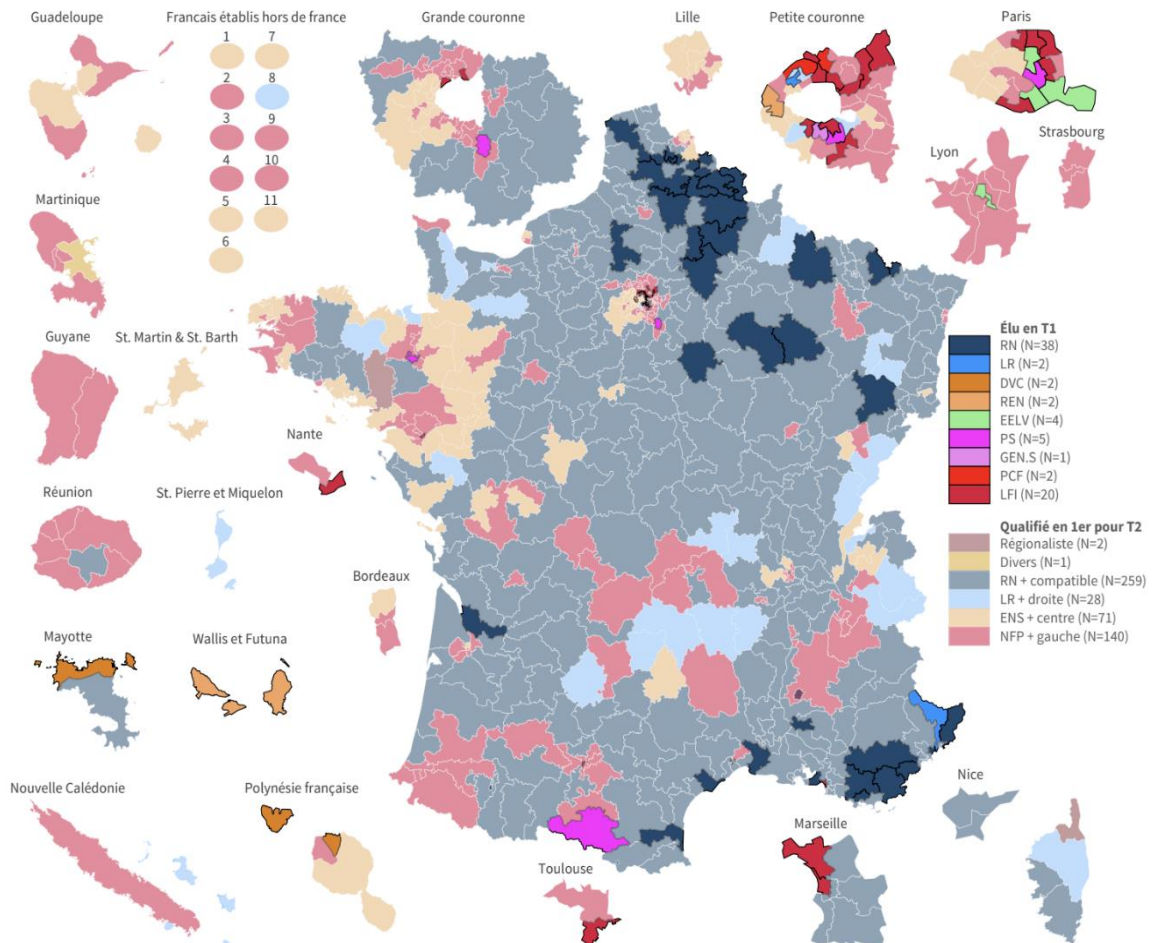 Guadeloupe
Francais établis hors de france
Grande couronne
Lille
Petite couronne
Paris
1
7
2
8
3
9
4
10
5
11
6
Strasbourg
Lyon
Martinique
Guyane
St. Martin & St. Barth
Nante
Élu en T1
RN (N=38)
LR (N=2)
DVC (N=2)
REN (N=2)
EELV (N=4)
PS (N=5)
GEN.S (N=1)
PCF (N=2)
LFI (N=20)
Qualifié en 1er pour T2
Régionaliste (N=2)
Divers (N=1)
RN + compatible (N=259)
LR + droite (N=28)
ENS + centre (N=71)
NFP + gauche (N=140)
Réunion
St. Pierre et Miquelon
Bordeaux
Mayotte
Wallis et Futuna
Nouvelle Calédonie
Polynésie française
Nice
Marseille
Toulouse